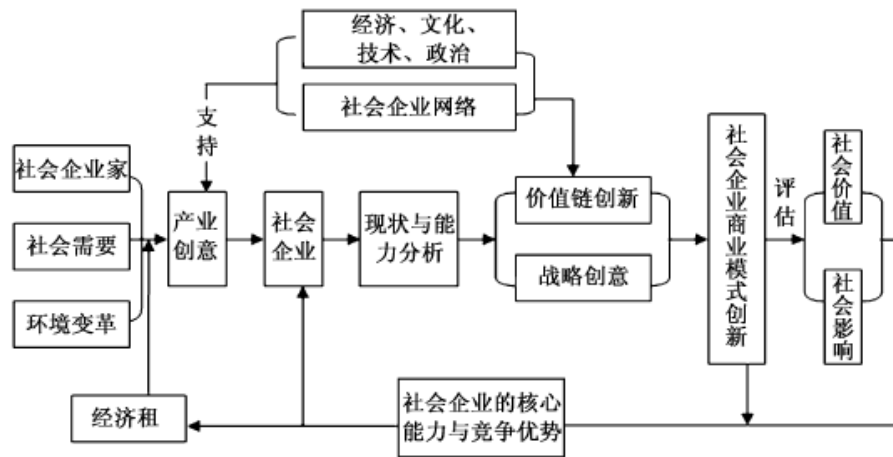 经济、文化、
技术、政治
社会企业网络
支持
社会企业家
社会需要
环境变革
产业
创意
社会
企业
现状与能
力分析
价值链创新
战略创意
社会企业商业模式创新
评估
社会价值
社会影响
经济租
社会企业的核心
能力与竞争优势